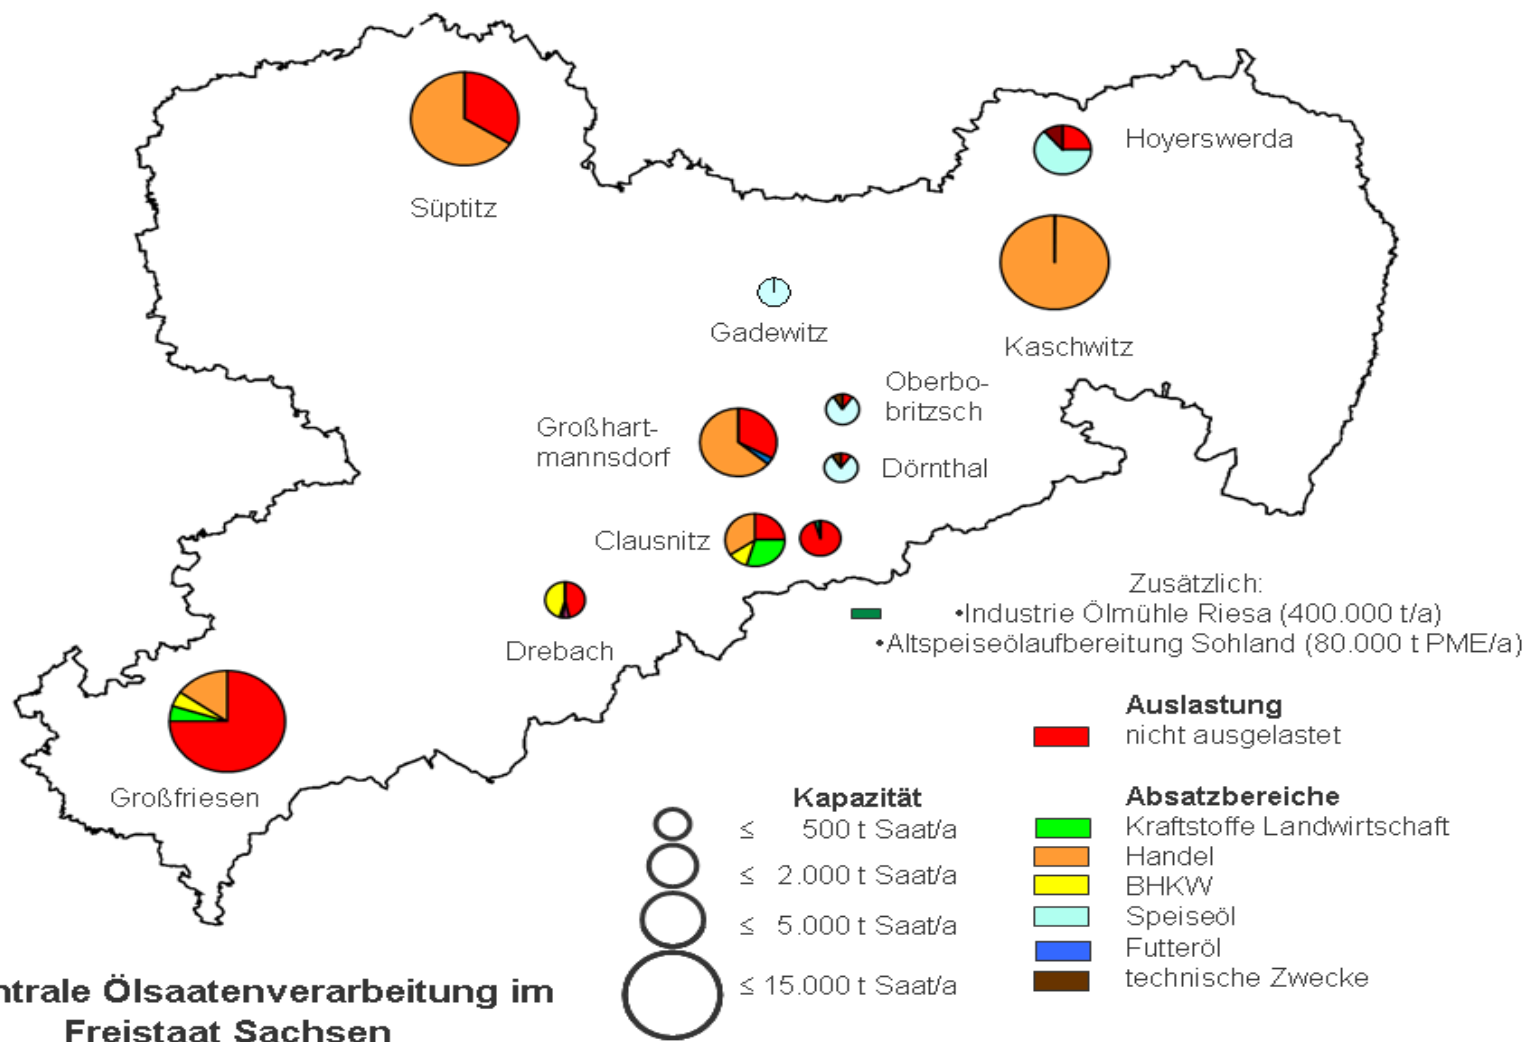 Süptitz
Hoyerswerda
Gadewitz
Kaschwitz
Oberbo-
britzsch
Großhart-
mannsdorf
Dörnthal
Clausnitz
Drebach
Großfriesen
Zusätzlich:
•Industrie Ölmühle Riesa (400.000 t/a)
•Altspeiseölaufbereitung Sohland (80.000 t PME/a)
Auslastung
nicht ausgelastet
Kapazität
≤ 500 t Saat/a
≤ 2.000 t Saat/a
≤ 5.000 t Saat/a
≤ 15.000 t Saat/a
Absatzbereiche
Kraftstoffe Landwirtschaft
Handel
BHKW
Speiseöl
Futteröl
technische Zwecke
ntrale Ölsaatenverarbeitung im
Freistaat Sachsen